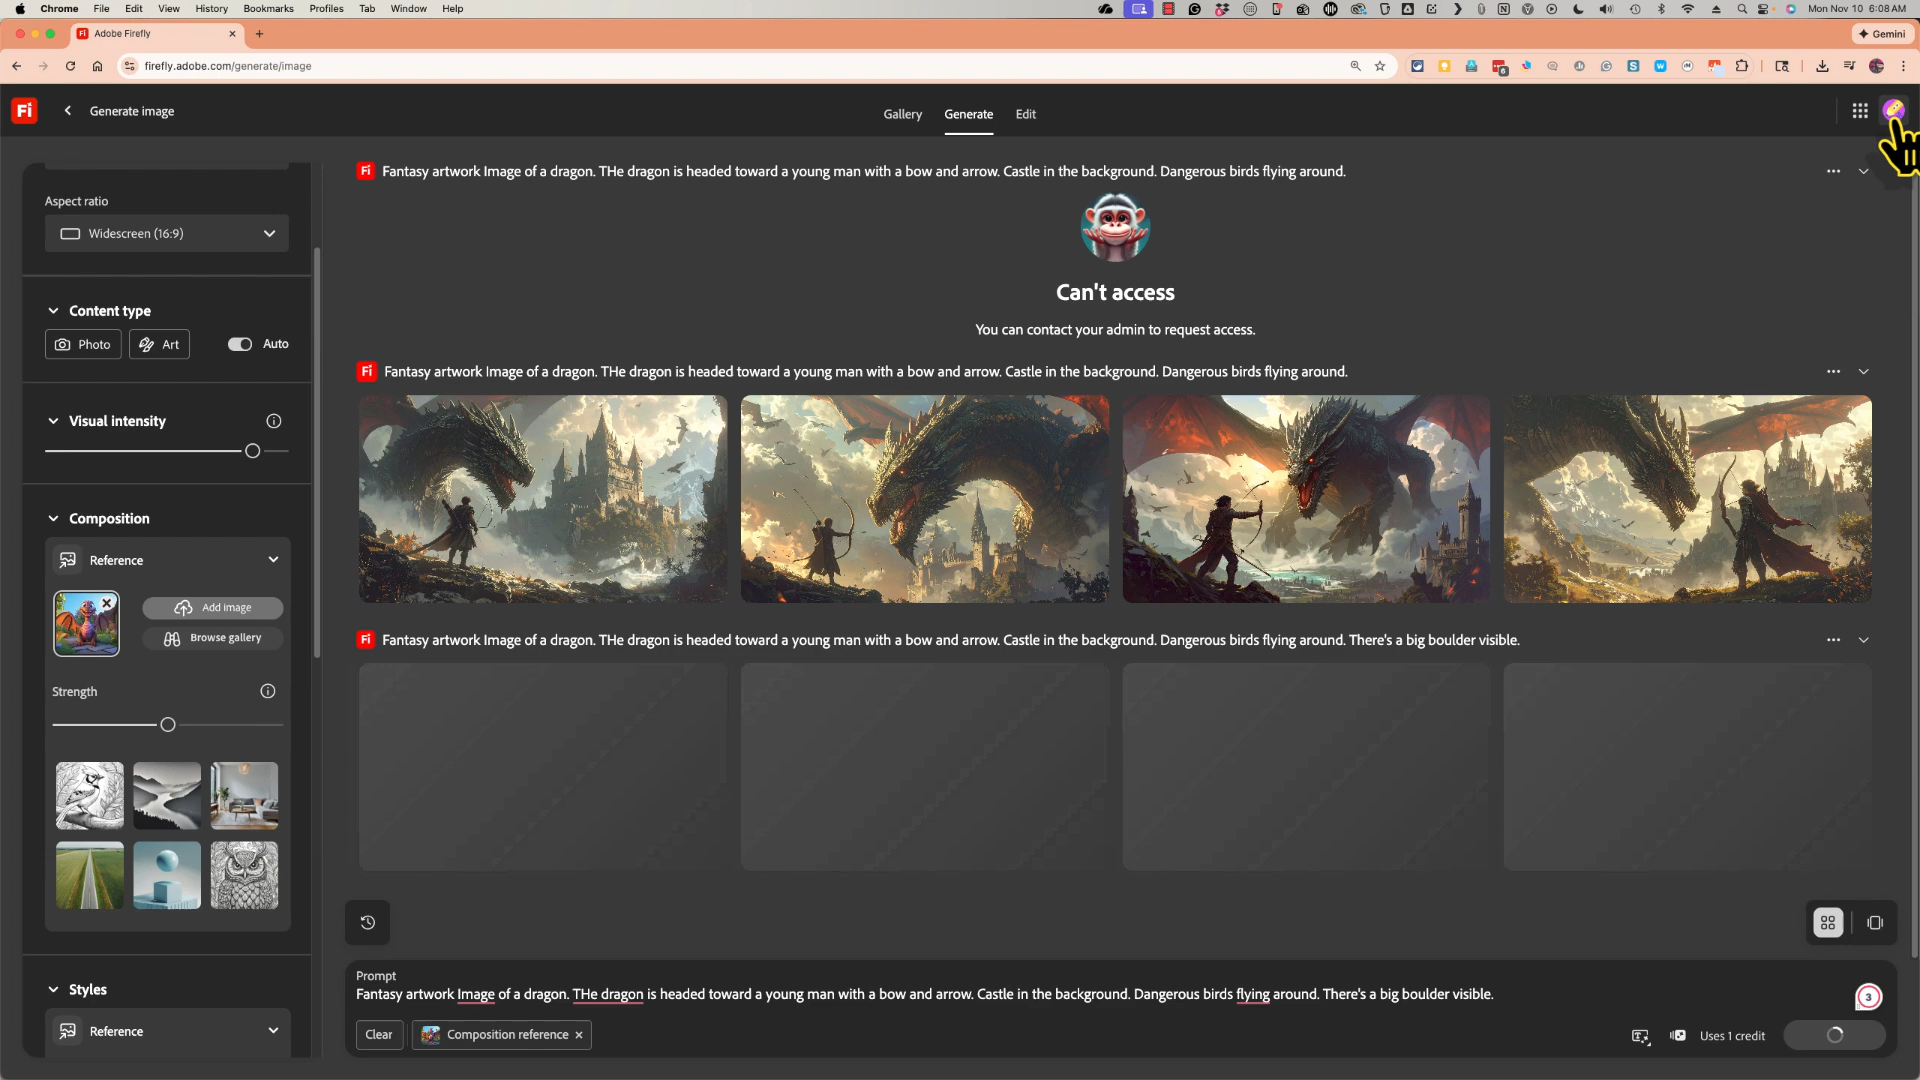 Chrome File Edit View History Bookmarks Profiles Tab Window Help
Mon Nov 10 6:08 AM
Adobe Firefly
Gemini
firefly.adobe.com/generate/image
6
Fi
Generate image
Gallery Generate Edit
Aspect ratio
Widescreen (16:9)
Content type
Photo
Art
Auto
Visual intensity
Composition
Reference
Add image
Browse gallery
Strength
Styles
Reference
Fi Fantasy artwork Image of a dragon. THe dragon is headed toward a young man with a bow and arrow. Castle in the background. Dangerous birds flying around.
Can't access
You can contact your admin to request access.
Fi Fantasy artwork Image of a dragon. THe dragon is headed toward a young man with a bow and arrow. Castle in the background. Dangerous birds flying around.
Fi Fantasy artwork Image of a dragon. THe dragon is headed toward a young man with a bow and arrow. Castle in the background. Dangerous birds flying around. There's a big boulder visible.
Prompt
Fantasy artwork Image of a dragon. THe dragon is headed toward a young man with a bow and arrow. Castle in the background. Dangerous birds flying around. There's a big boulder visible.
3
Clear
Composition reference
Uses 1 credit